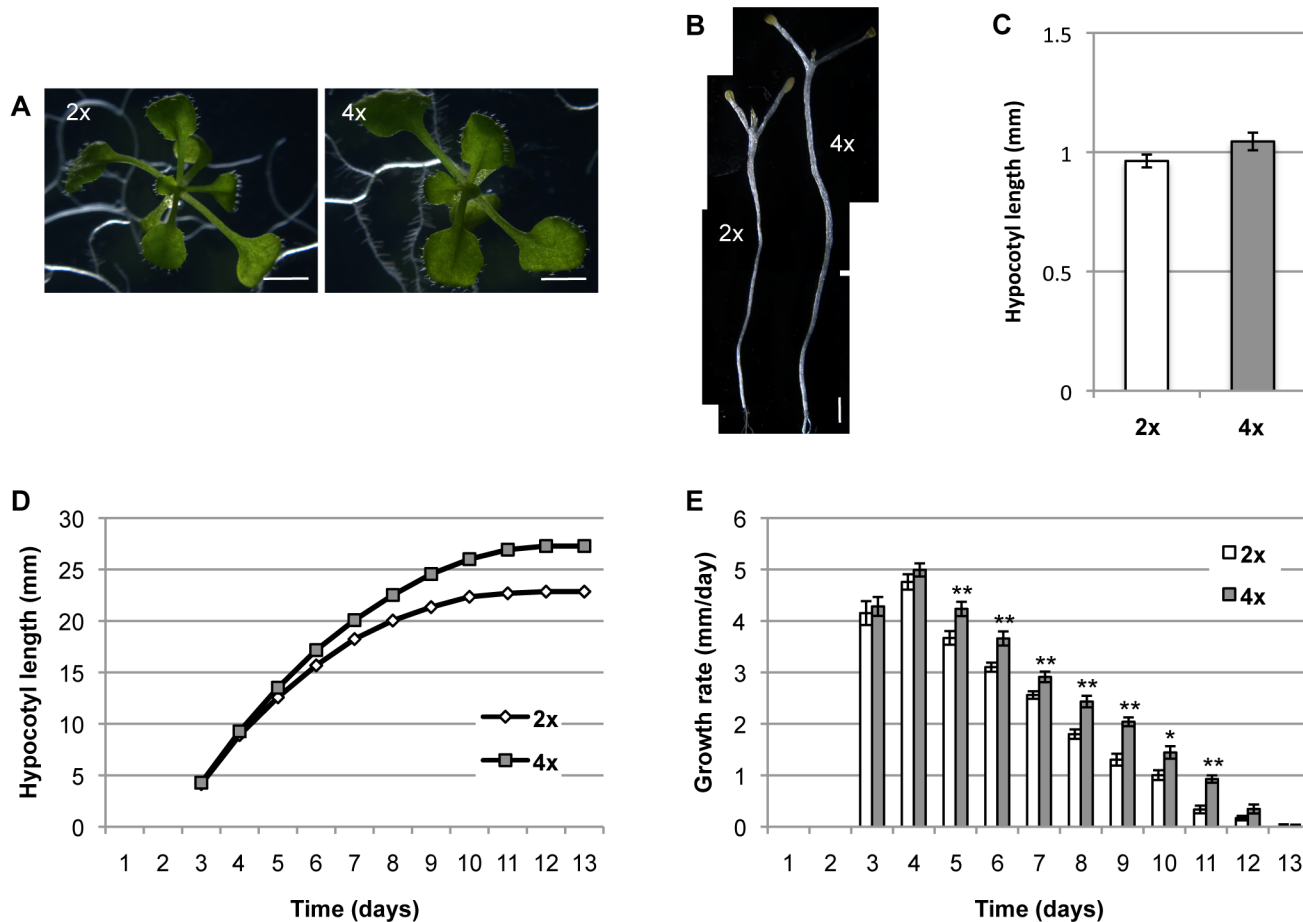 A
2x
4x
B
2x
4x
C
Hypocotyl length (mm)
1.5
1
0.5
0
2x
4x
D
Hypocotyl length (mm)
30
25
20
15
10
5
0
2x
4x
1 2 3 4 5 6 7 8 9 10 11 12 13
Time (days)
E
Growth rate (mm/day)
6
5
4
3
2
1
0
2x
4x
** ** ** ** ** * **
1 2 3 4 5 6 7 8 9 10 11 12 13
Time (days)